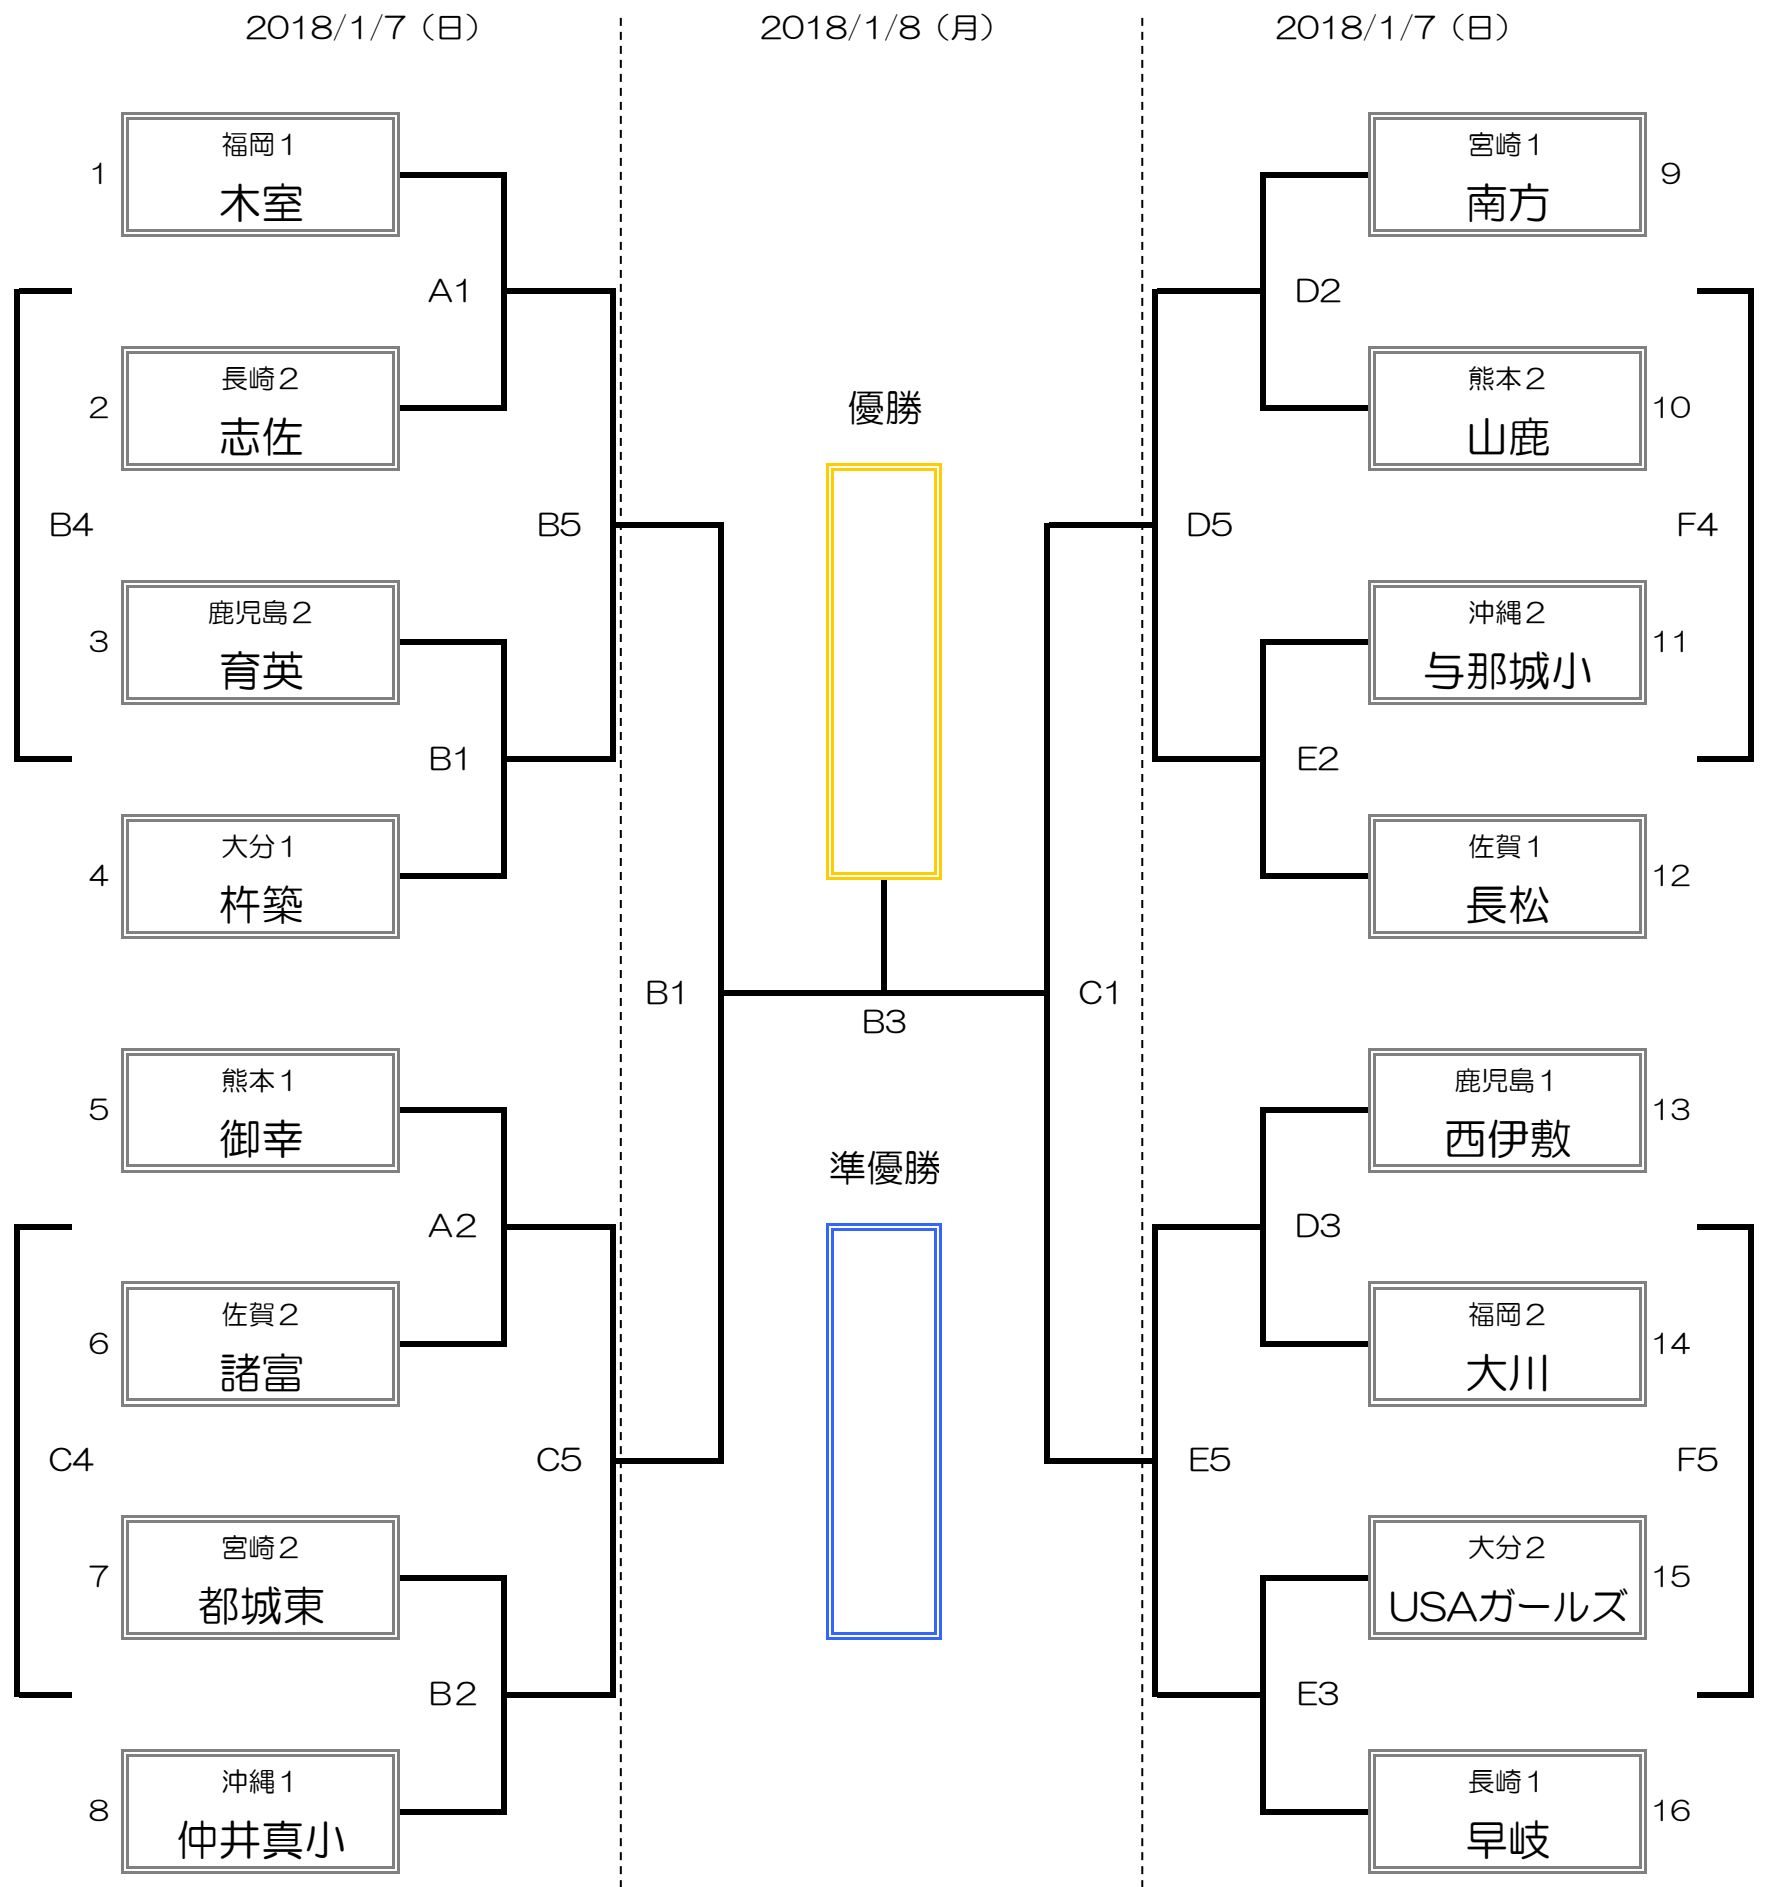 2018/1/7（日）
2018/1/8（月）
2018/1/7（日）
1
福岡1
木室
A1
2
長崎2
志佐
B4
B5
3
鹿児島2
育英
B1
4
大分1
杵築
5
熊本1
御幸
A2
6
佐賀2
諸富
C4
C5
7
宮崎2
都城東
B2
8
沖縄1
仲井真小
優勝
B1
B3
C1
準優勝
宮崎1
南方
9
D2
熊本2
山鹿
10
D5
F4
沖縄2
与那城小
11
E2
佐賀1
長松
12
鹿児島1
西伊敷
13
D3
福岡2
大川
14
E5
F5
大分2
USAガールズ
15
E3
長崎1
早岐
16